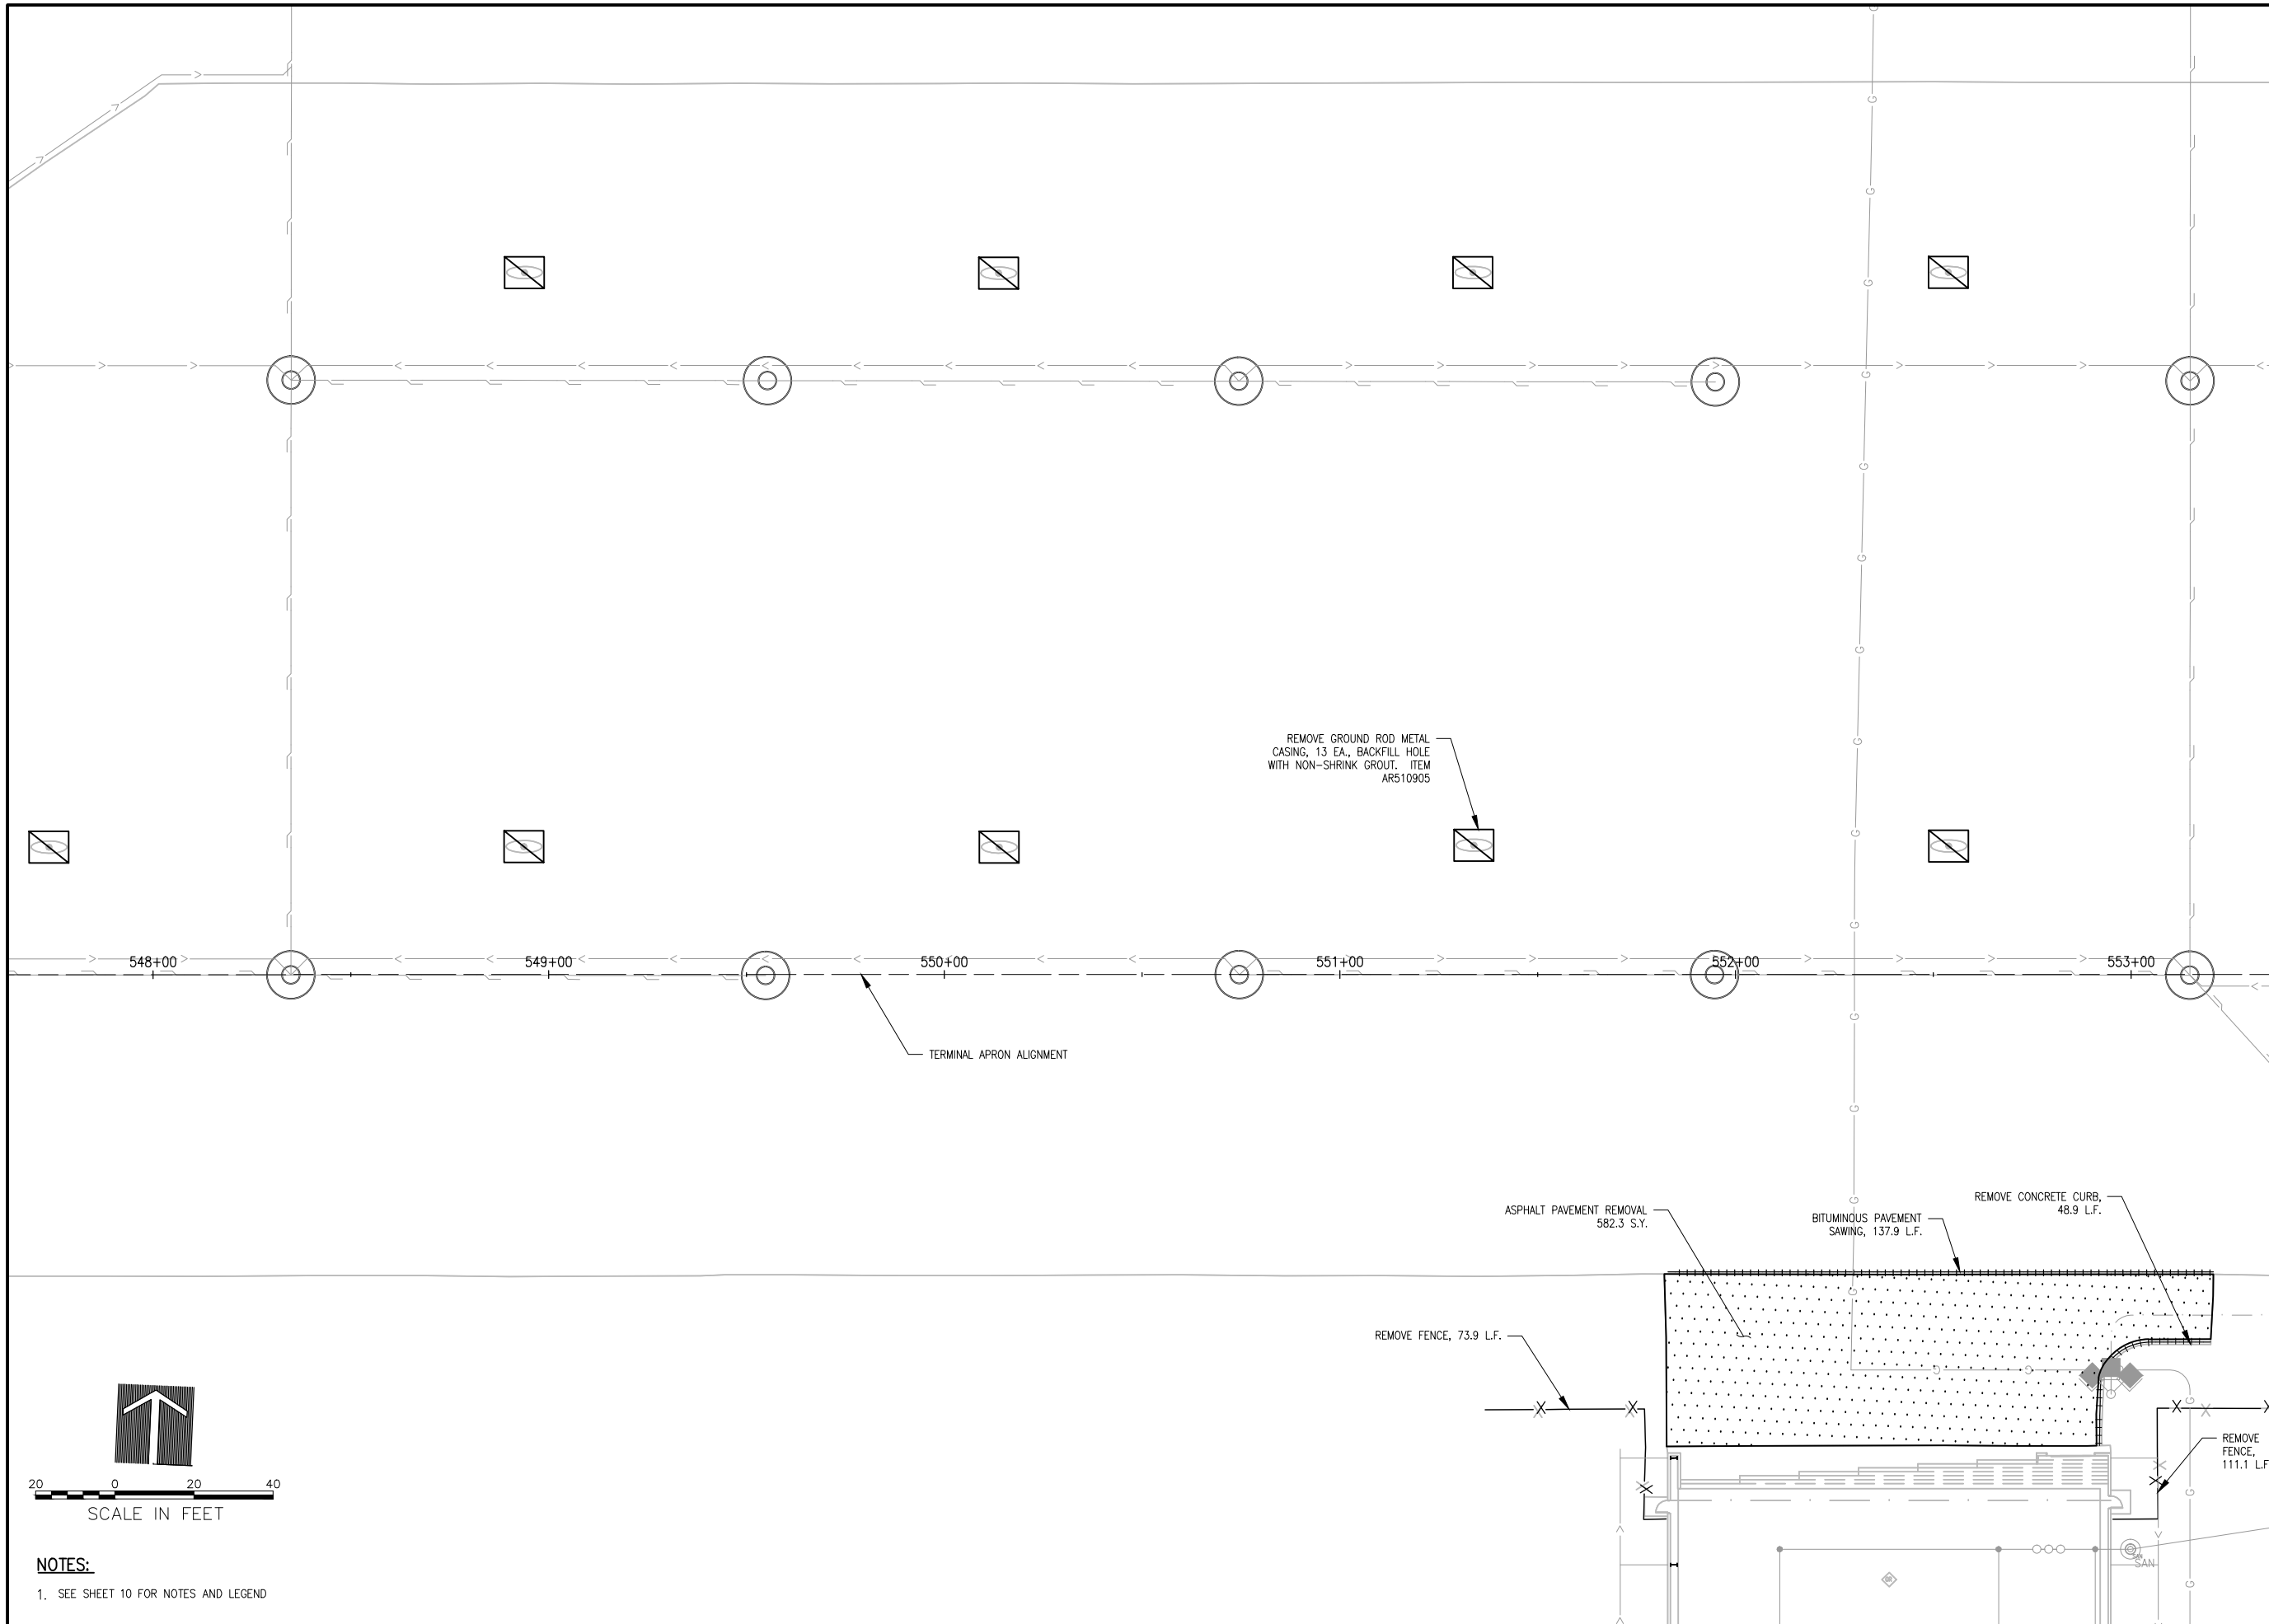 REMOVE GROUND ROD METAL
CASING, 13 EA., BACKFILL HOLE
WITH NON-SHRINK GROUT. ITEM
AR510905
548+00
549+00
550+00
551+00
552+00
553+00
TERMINAL APRON ALIGNMENT
REMOVE CONCRETE CURB,
48.9 L.F.
ASPHALT PAVEMENT REMOVAL
582.3 S.Y.
BITUMINOUS PAVEMENT
SAWING, 137.9 L.F.
REMOVE FENCE, 73.9 L.F.
REMOVE
FENCE,
111.1 L.F
20 0 20 40
SCALE IN FEET
SAN
NOTES:
1. SEE SHEET 10 FOR NOTES AND LEGEND